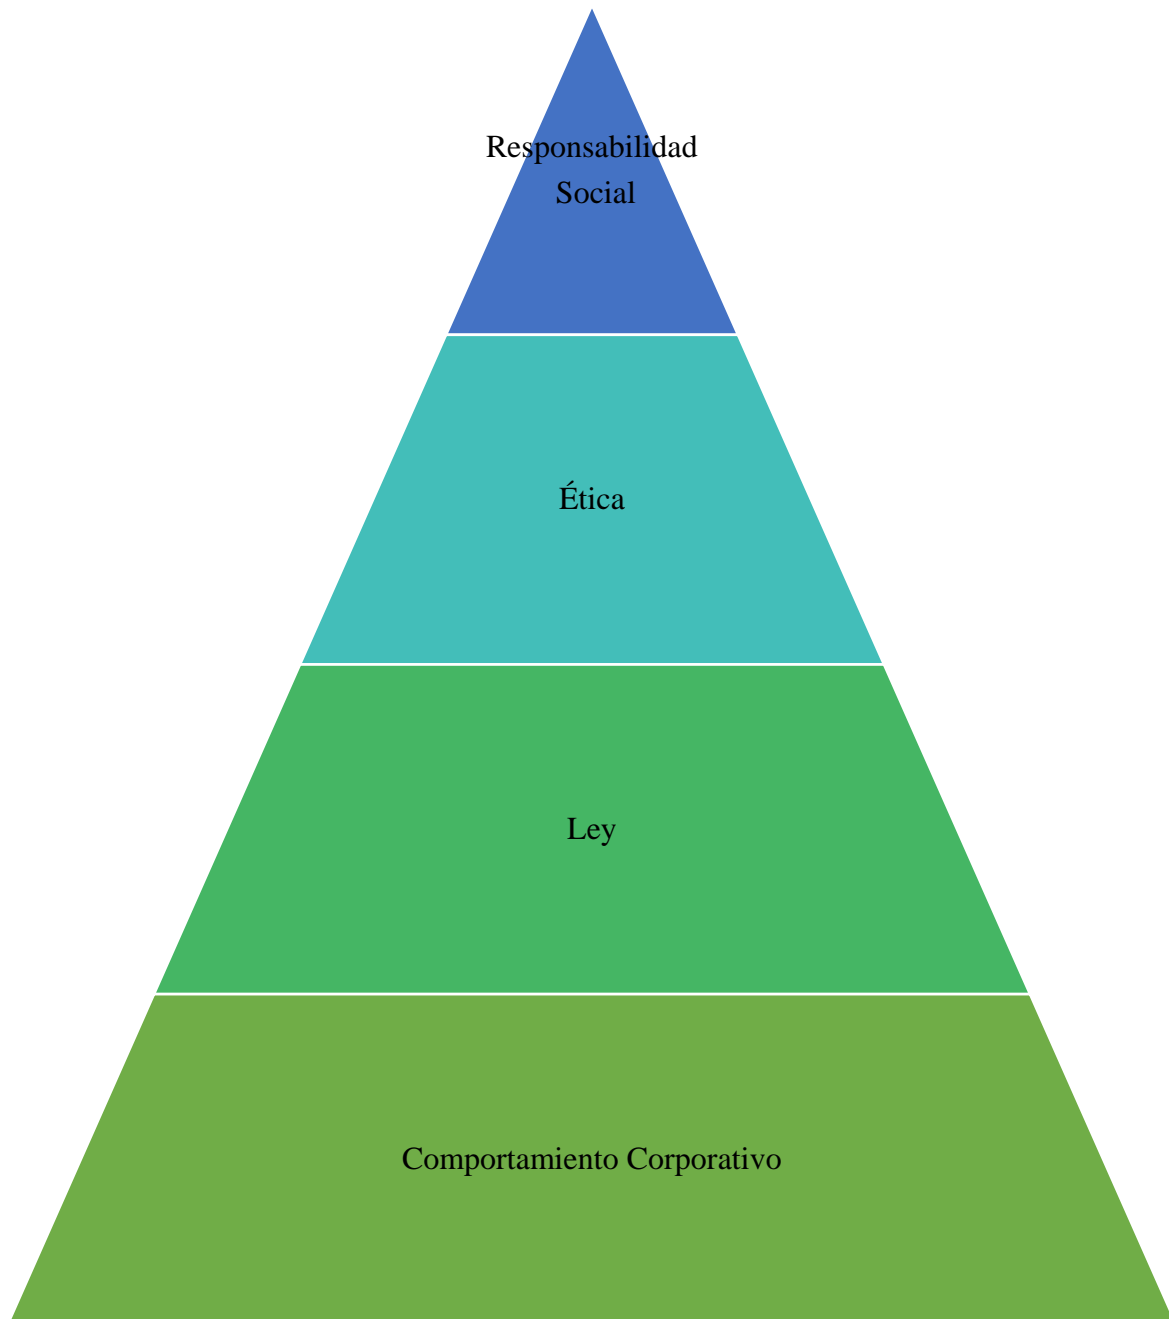 Responsabilidad
Social
Ética
Ley
Comportamiento Corporativo